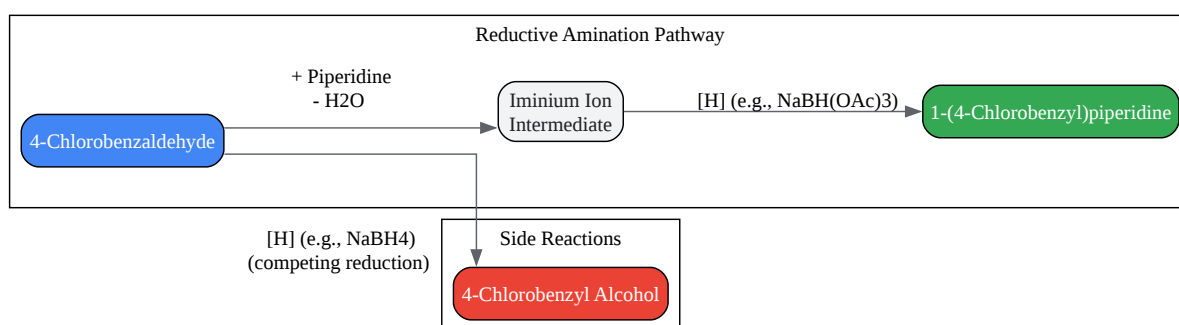 Reductive Amination Pathway
+ Piperidine
- H2O
4-Chlorobenzaldehyde
Iminium Ion
Intermediate
[H] (e.g., NaBH(OAc)3)
1-(4-Chlorobenzyl)piperidine
[H] (e.g., NaBH4)
(competing reduction)
Side Reactions
4-Chlorobenzyl Alcohol